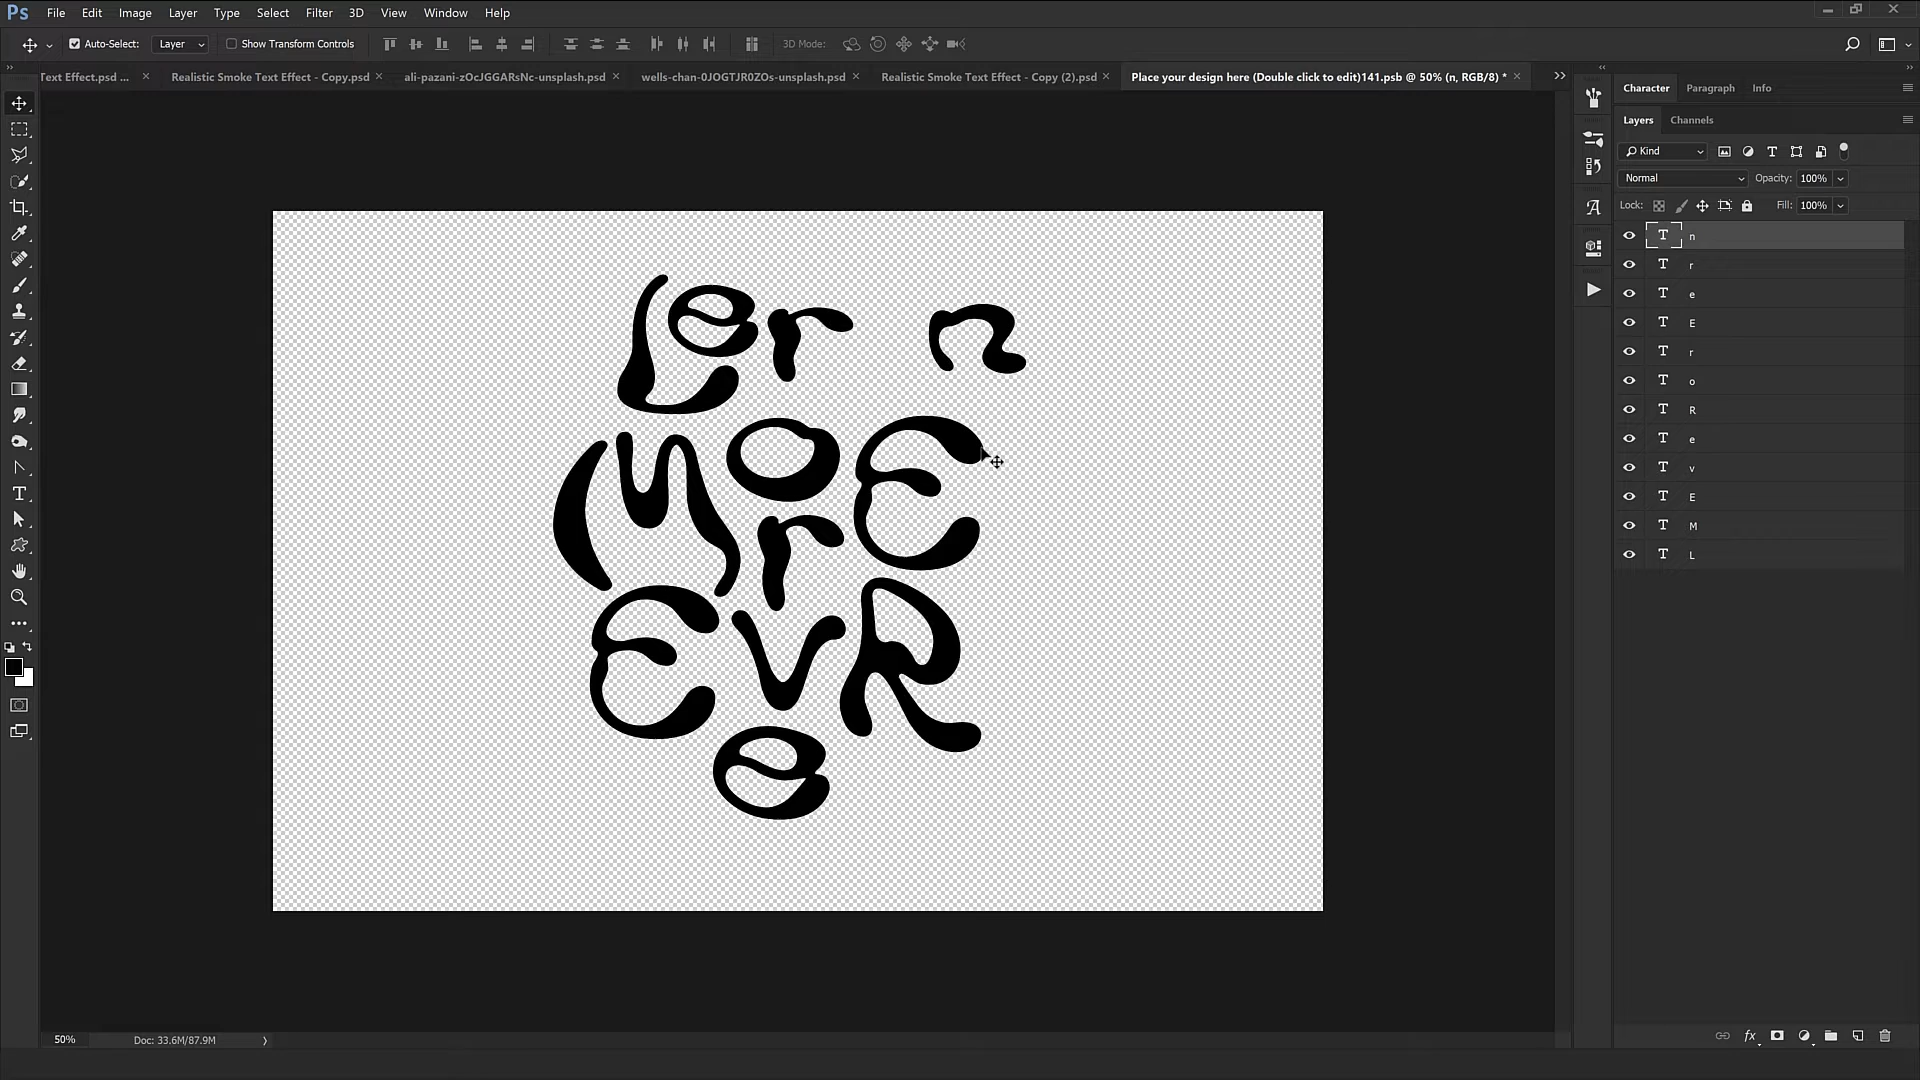 Ps File Edit Image Layer Type Select Filter 3D View Window Help
Auto-Select: Layer Show Transform Controls 3D Mode:
Text Effect.psd ... × Realistic Smoke Text Effect - Copy.psd × ali-pazani-zOcJGGARsNc-unsplash.psd × wells-chan-0JOGTJR0ZOs-unsplash.psd × Realistic Smoke Text Effect - Copy (2).psd × Place your design here (Double click to edit)141.psb @ 50% (n, RGB/8) * ×
Character Paragraph Info
Layers Channels
Kind
Normal Opacity: 100%
Lock: Fill: 100%
T n
T r
T e
T E
T r
T o
T R
T e
T v
T E
T M
T L
Ler n
MorE
EvR
e
50% Doc: 33.6M/87.9M
fx